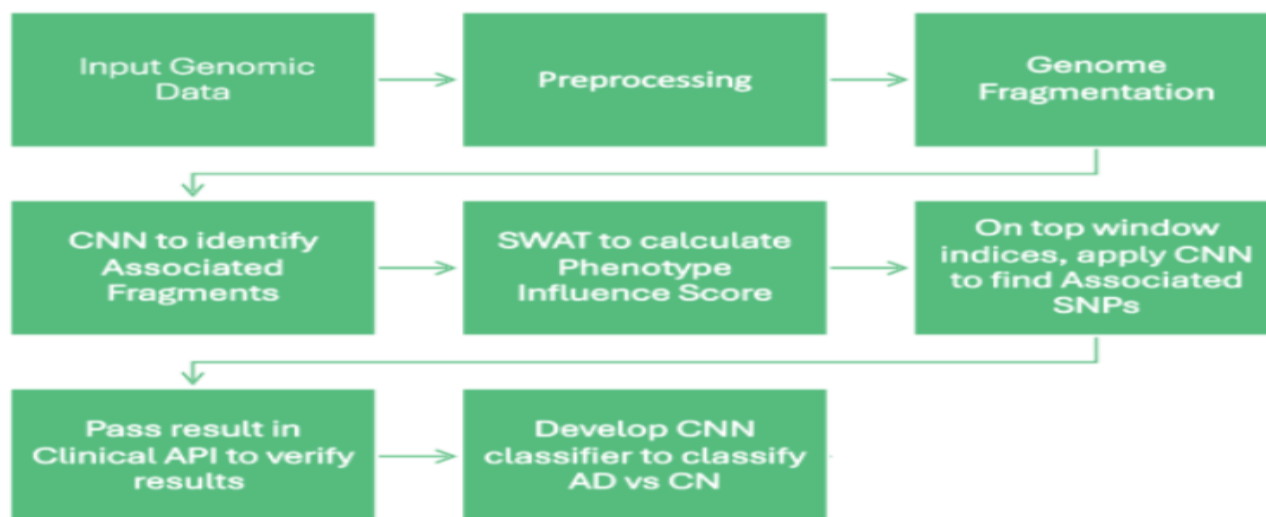 Input Genomic
Data
Preprocessing
Genome
Fragmentation
CNN to identify
Associated
Fragments
SWAT to calculate
Phenotype
Influence Score
On top window
indices, apply CNN
to find Associated
SNPs
Pass result in
Clinical API to verify
results
Develop CNN
classifier to classify
AD vs CN